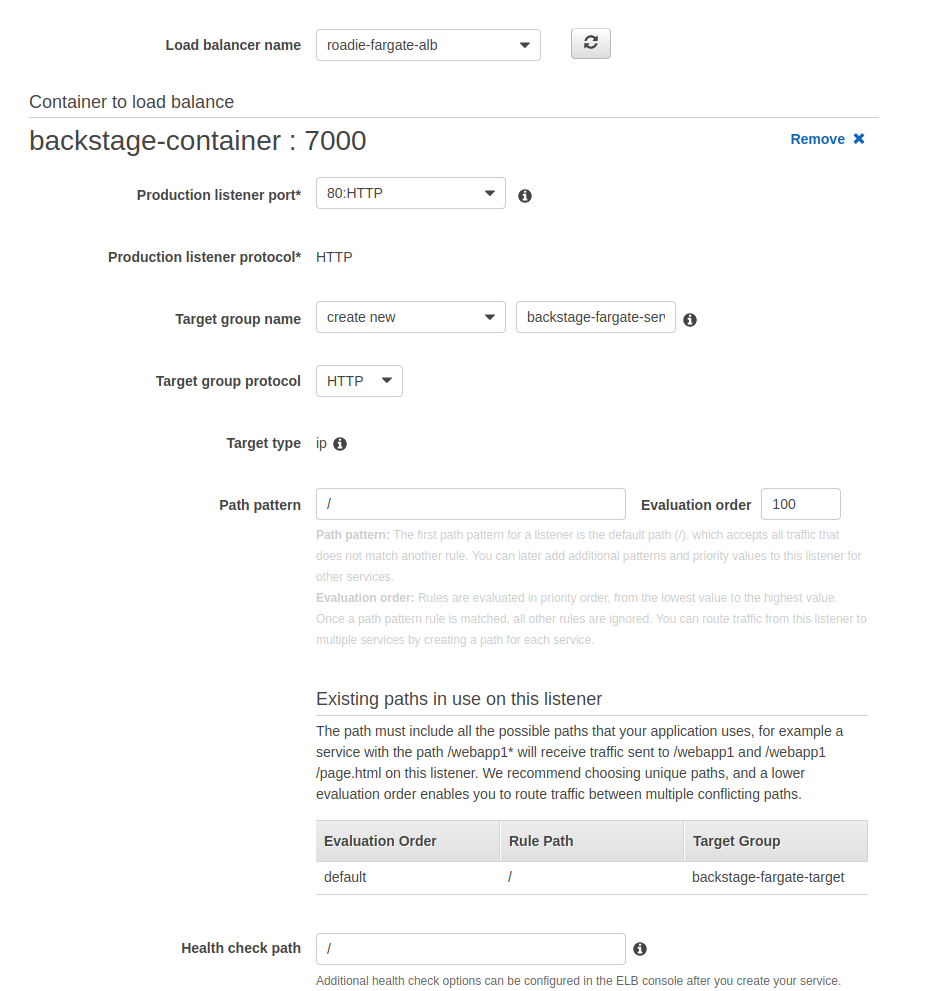 Load balancer name roadie-fargate-alb
Container to load balance
backstage-container : 7000 Remove
Production listener port* 80:HTTP
Production listener protocol* HTTP
Target group name create new backstage-fargate-ser
Target group protocol HTTP
Target type ip
Path pattern / Evaluation order 100
Path pattern: The first path pattern for a listener is the default path (/), which accepts all traffic that
does not match another rule. You can later add additional patterns and priority values to this listener for
other services.
Evaluation order: Rules are evaluated in priority order, from the lowest value to the highest value.
Once a path pattern rule is matched, all other rules are ignored. You can route traffic from this listener to
multiple services by creating a path for each service.
Existing paths in use on this listener
The path must include all the possible paths that your application uses, for example a
service with the path /webapp1* will receive traffic sent to /webapp1 and /webapp1
/page.html on this listener. We recommend choosing unique paths, and a lower
evaluation order enables you to route traffic between multiple conflicting paths.
Evaluation Order Rule Path Target Group
default / backstage-fargate-target
Health check path /
Additional health check options can be configured in the ELB console after you create your service.